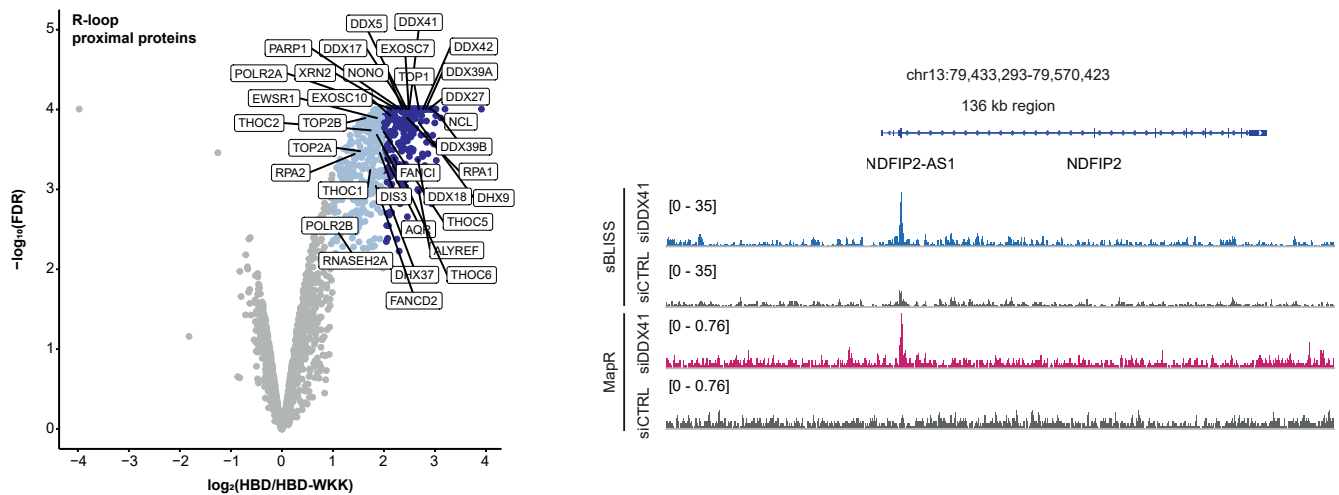 R-loop
proximal proteins
DDX5
DDX41
PARP1
DDX17
EXOSC7
DDX42
POLR2A
XRN2
NONO
TOP1
DDX39A
EWSR1
EXOSC10
DDX27
THOC2
TOP2B
NCL
TOP2A
DDX39B
RPA2
FANCI
RPA1
THOC1
DIS3
DDX18
DHX9
POLR2B
AQR
THOC5
RNASEH2A
ALYREF
DHX37
THOC6
FANCD2
5
4
3
2
1
0
−log₁₀(FDR)
−4 −3 −2 −1 0 1 2 3 4
log₂(HBD/HBD-WKK)
chr13:79,433,293-79,570,423
136 kb region
NDFIP2-AS1 NDFIP2
sBLISS
siDDX41
[0 - 35]
siCTRL
[0 - 35]
MapR
siDDX41
[0 - 0.76]
siCTRL
[0 - 0.76]